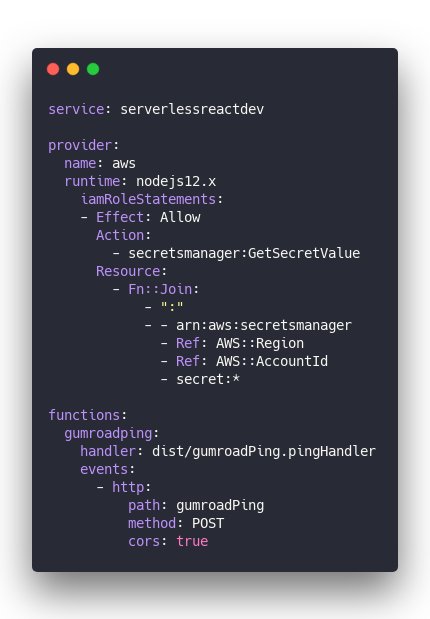 service: serverlessreactdev

provider:
  name: aws
  runtime: nodejs12.x
    iamRoleStatements:
    - Effect: Allow
      Action:
        - secretsmanager:GetSecretValue
      Resource:
        - Fn::Join:
            - ":"
            - - arn:aws:secretsmanager
              - Ref: AWS::Region
              - Ref: AWS::AccountId
              - secret:*

functions:
  gumroadping:
    handler: dist/gumroadPing.pingHandler
    events:
      - http:
          path: gumroadPing
          method: POST
          cors: true